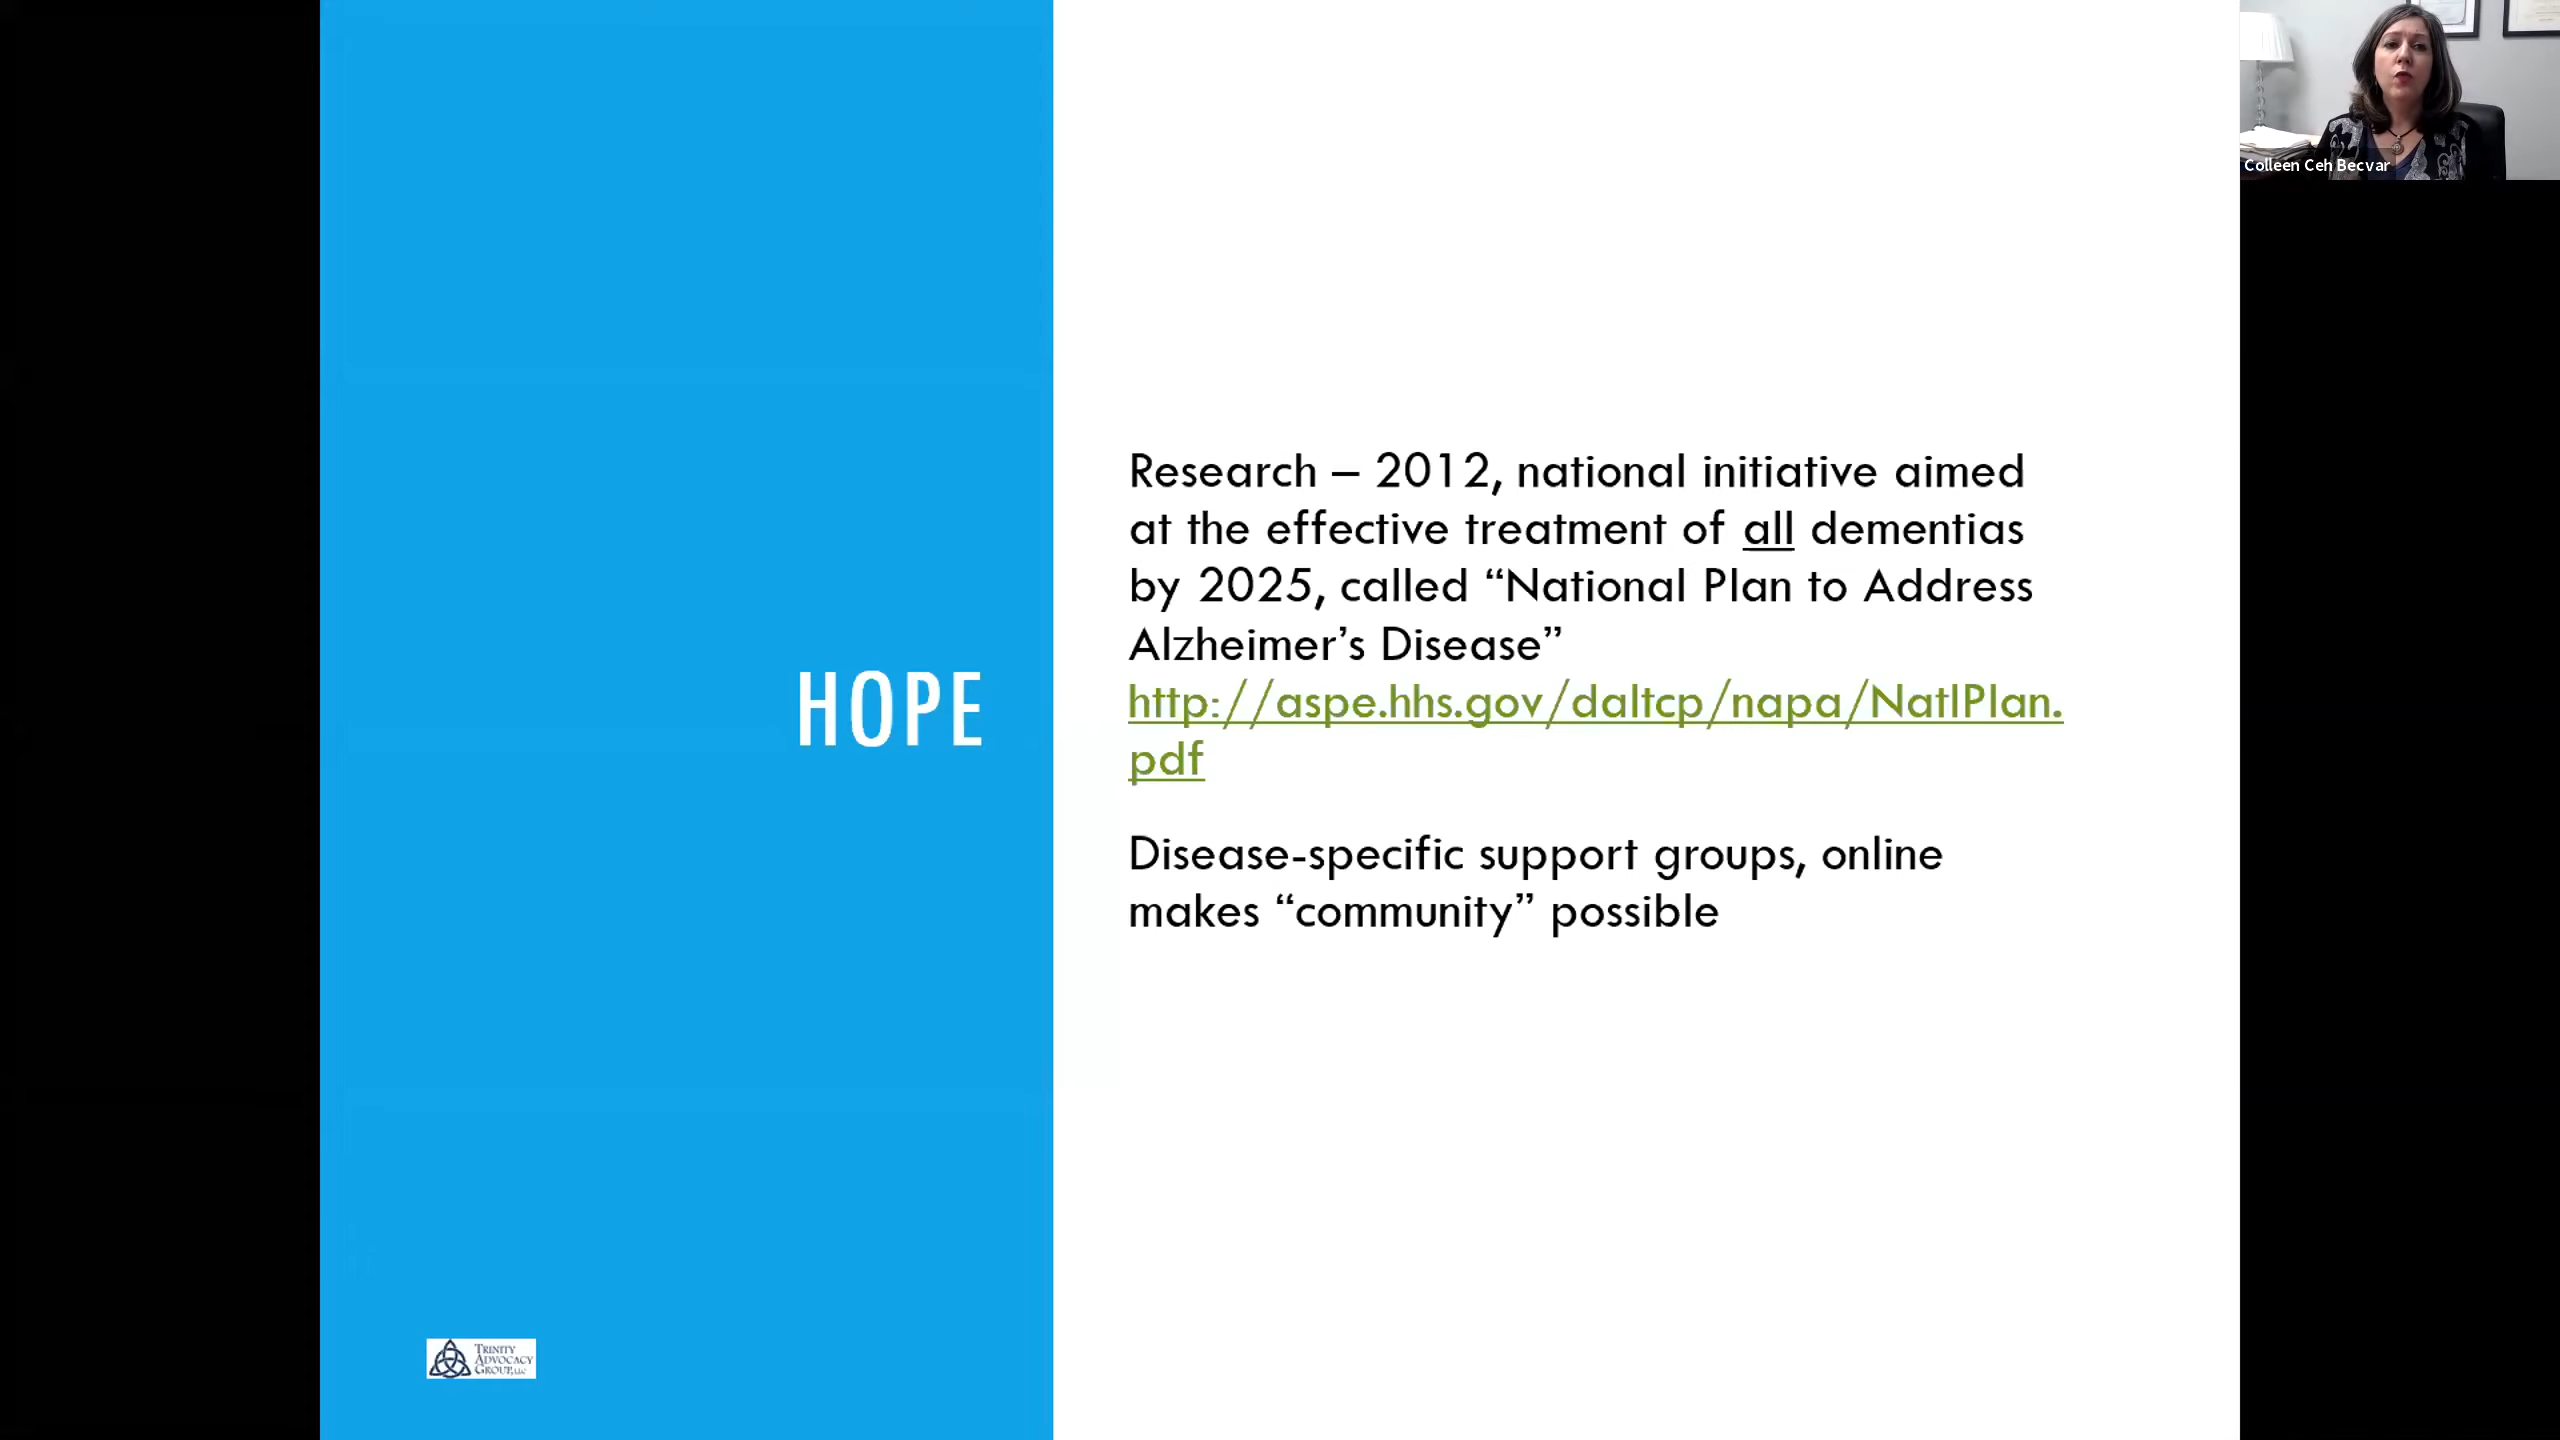 HOPE
Research – 2012, national initiative aimed
at the effective treatment of all dementias
by 2025, called “National Plan to Address
Alzheimer’s Disease”
http://aspe.hhs.gov/daltcp/napa/NatlPlan.
pdf
Disease-specific support groups, online
makes “community” possible
TRINITY
ADVOCACY
GROUP, LLC
Colleen Ceh Becvar